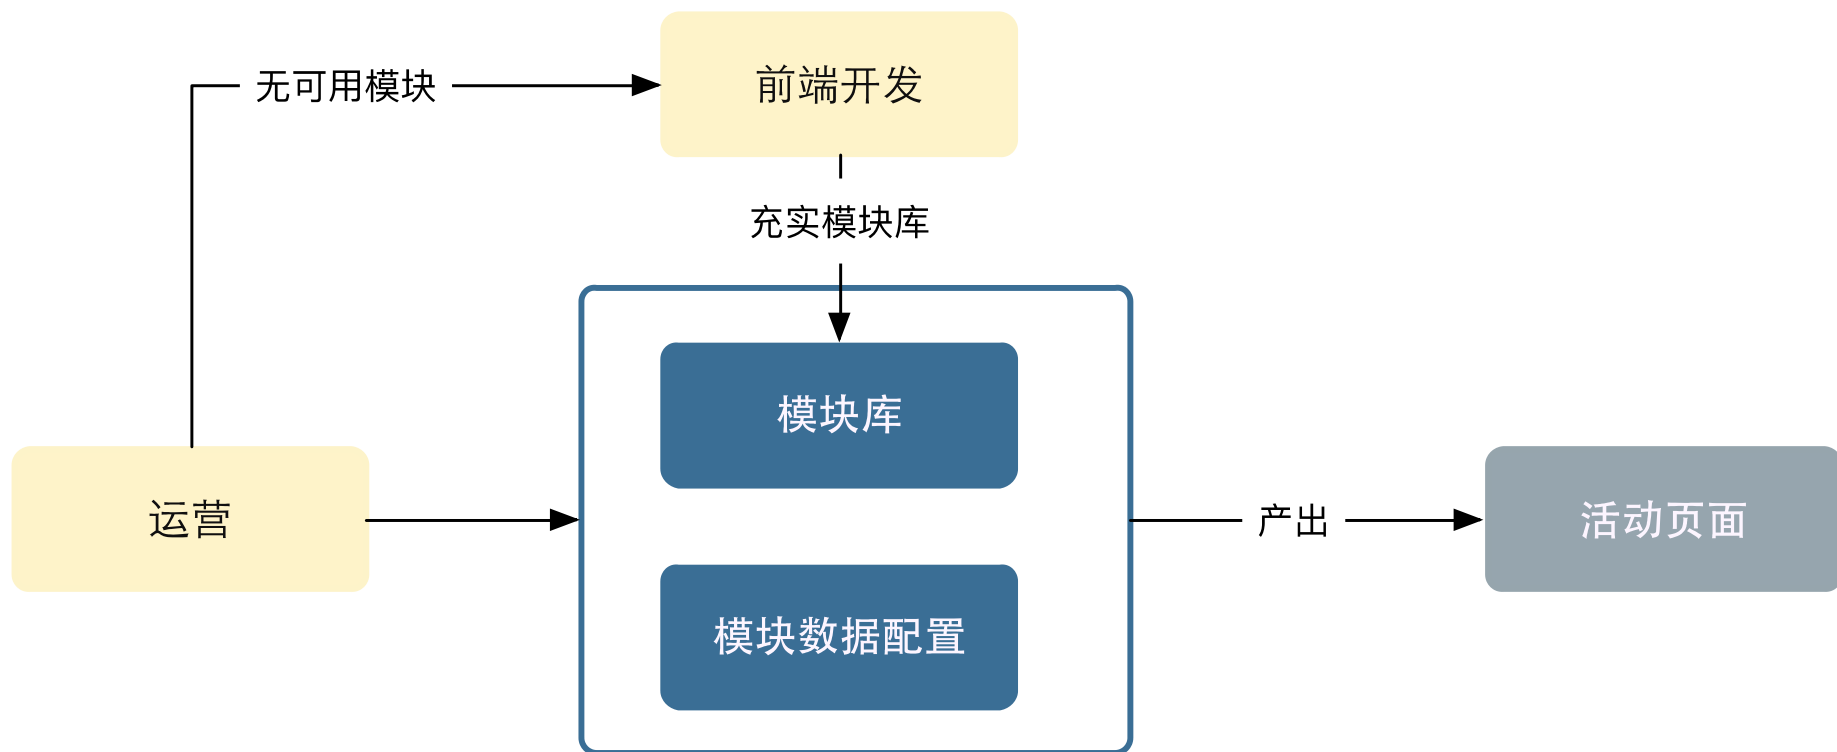 无可用模块
前端开发
充实模块库
模块库
运营
产出
活动页面
模块数据配置